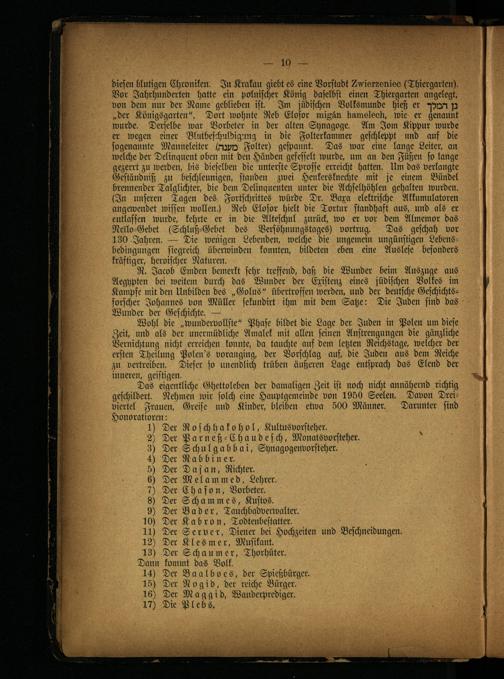 — 10 —
diesen blutigen Chroniken. In Krakau giebt es eine Vorstadt Zwierzeniec (Thiergarten).
Vor Jahrhunderten hatte ein polnischer König daselbst einen Thiergarten angelegt,
von dem nur der Name geblieben ist. Im jüdischen Volksmunde hieß er גן המלך
„der Königsgarten“. Dort wohnte Reb Elosor migán hamelech, wie er genannt
wurde. Derselbe war Vorbeter in der alten Synagoge. Am Jom Kippur wurde
er wegen einer Blutbeschuldigung in die Folterkammer geschleppt und auf die
sogenannte Manneleiter (מענה Folter) gespannt. Das war eine lange Leiter, an
welche der Delinquent oben mit den Händen gefesselt wurde, um an den Füßen so lange
gezerrt zu werden, bis dieselben die unterste Sprosse erreicht hatten. Um das verlangte
Geständniß zu beschleunigen, standen zwei Henkersknechte mit je einem Bündel
brennender Talglichter, die dem Delinquenten unter die Achselhöhlen gehalten wurden.
(In unseren Tagen des Fortschrittes würde Dr. Baxa elektrische Akkumulatoren
angewendet wissen wollen.) Reb Elosor hielt die Tortur standhaft aus, und als er
entlassen wurde, kehrte er in die Alteschul zurück, wo er vor dem Almemor das
Neilo-Gebet (Schluß-Gebet des Versöhnungstages) vortrug. Das geschah vor
130 Jahren. — Die wenigen Lebenden, welche die ungemein ungünstigen Lebens-
bedingungen siegreich überwinden konnten, bildeten eben eine Auslese besonders
kräftiger, heroischer Naturen.
R. Jacob Emden bemerkt sehr treffend, daß die Wunder beim Auszuge aus
Aegypten bei weitem durch das Wunder der Existenz eines jüdischen Volkes im
Kampfe mit den Unbilden des „Golus“ übertroffen werden, und der deutsche Geschichts-
forscher Johannes von Müller sekundirt ihm mit dem Satze: Die Juden sind das
Wunder der Geschichte. —
Wohl die „wundervollste“ Phase bildet die Lage der Juden in Polen um diese
Zeit, und als der unermüdliche Amalek mit allen seinen Anstrengungen die gänzliche
Vernichtung nicht erreichen konnte, da tauchte auf dem letzten Reichstage, welcher der
ersten Theilung Polen's voranging, der Vorschlag auf, die Juden aus dem Reiche
zu vertreiben. Dieser so unendlich trüben äußeren Lage entsprach das Elend der
inneren, geistigen.
Das eigentliche Ghettoleben der damaligen Zeit ist noch nicht annähernd richtig
geschildert. Nehmen wir solch eine Hauptgemeinde von 1950 Seelen. Davon Drei-
viertel Frauen, Greise und Kinder, bleiben etwa 500 Männer. Darunter sind
Honoratioren:
1) Der Roschhakohol, Kultusvorsteher.
2) Der Parneß-Chaudesch, Monatsvorsteher.
3) Der Schulgabbai, Synagogenvorsteher.
4) Der Rabbiner.
5) Der Dajan, Richter.
6) Der Melammed, Lehrer.
7) Der Chason, Vorbeter.
8) Der Schammes, Küstos.
9) Der Bader, Tauchbadverwalter.
10) Der Kabron, Todtenbestatter.
11) Der Server, Diener bei Hochzeiten und Beschneidungen.
12) Der Klesmer, Musikant.
13) Der Schaumer, Thorhüter.
Dann kommt das Volk.
14) Der Baalboes, der Spießbürger.
15) Der Nogid, der reiche Bürger.
16) Der Maggid, Wanderprediger.
17) Die Plebs,